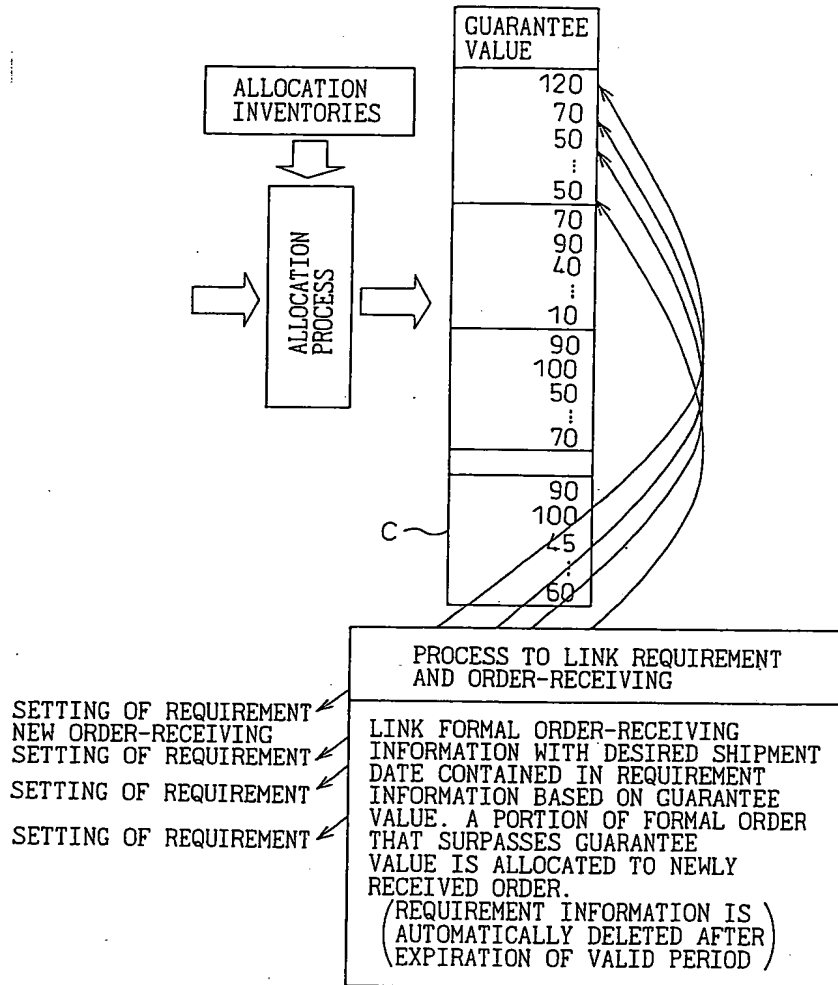 GUARANTEE
VALUE
ALLOCATION
INVENTORIES
120
70
50
⋮
50
ALLOCATION
PROCESS
70
90
40
⋮
10
90
100
50
⋮
70
90
100
45
⋮
60
C
PROCESS TO LINK REQUIREMENT
AND ORDER-RECEIVING
SETTING OF REQUIREMENT
NEW ORDER-RECEIVING
SETTING OF REQUIREMENT
SETTING OF REQUIREMENT
SETTING OF REQUIREMENT
LINK FORMAL ORDER-RECEIVING
INFORMATION WITH DESIRED SHIPMENT
DATE CONTAINED IN REQUIREMENT
INFORMATION BASED ON GUARANTEE
VALUE. A PORTION OF FORMAL ORDER
THAT SURPASSES GUARANTEE
VALUE IS ALLOCATED TO NEWLY
RECEIVED ORDER.
(REQUIREMENT INFORMATION IS
AUTOMATICALLY DELETED AFTER
EXPIRATION OF VALID PERIOD)